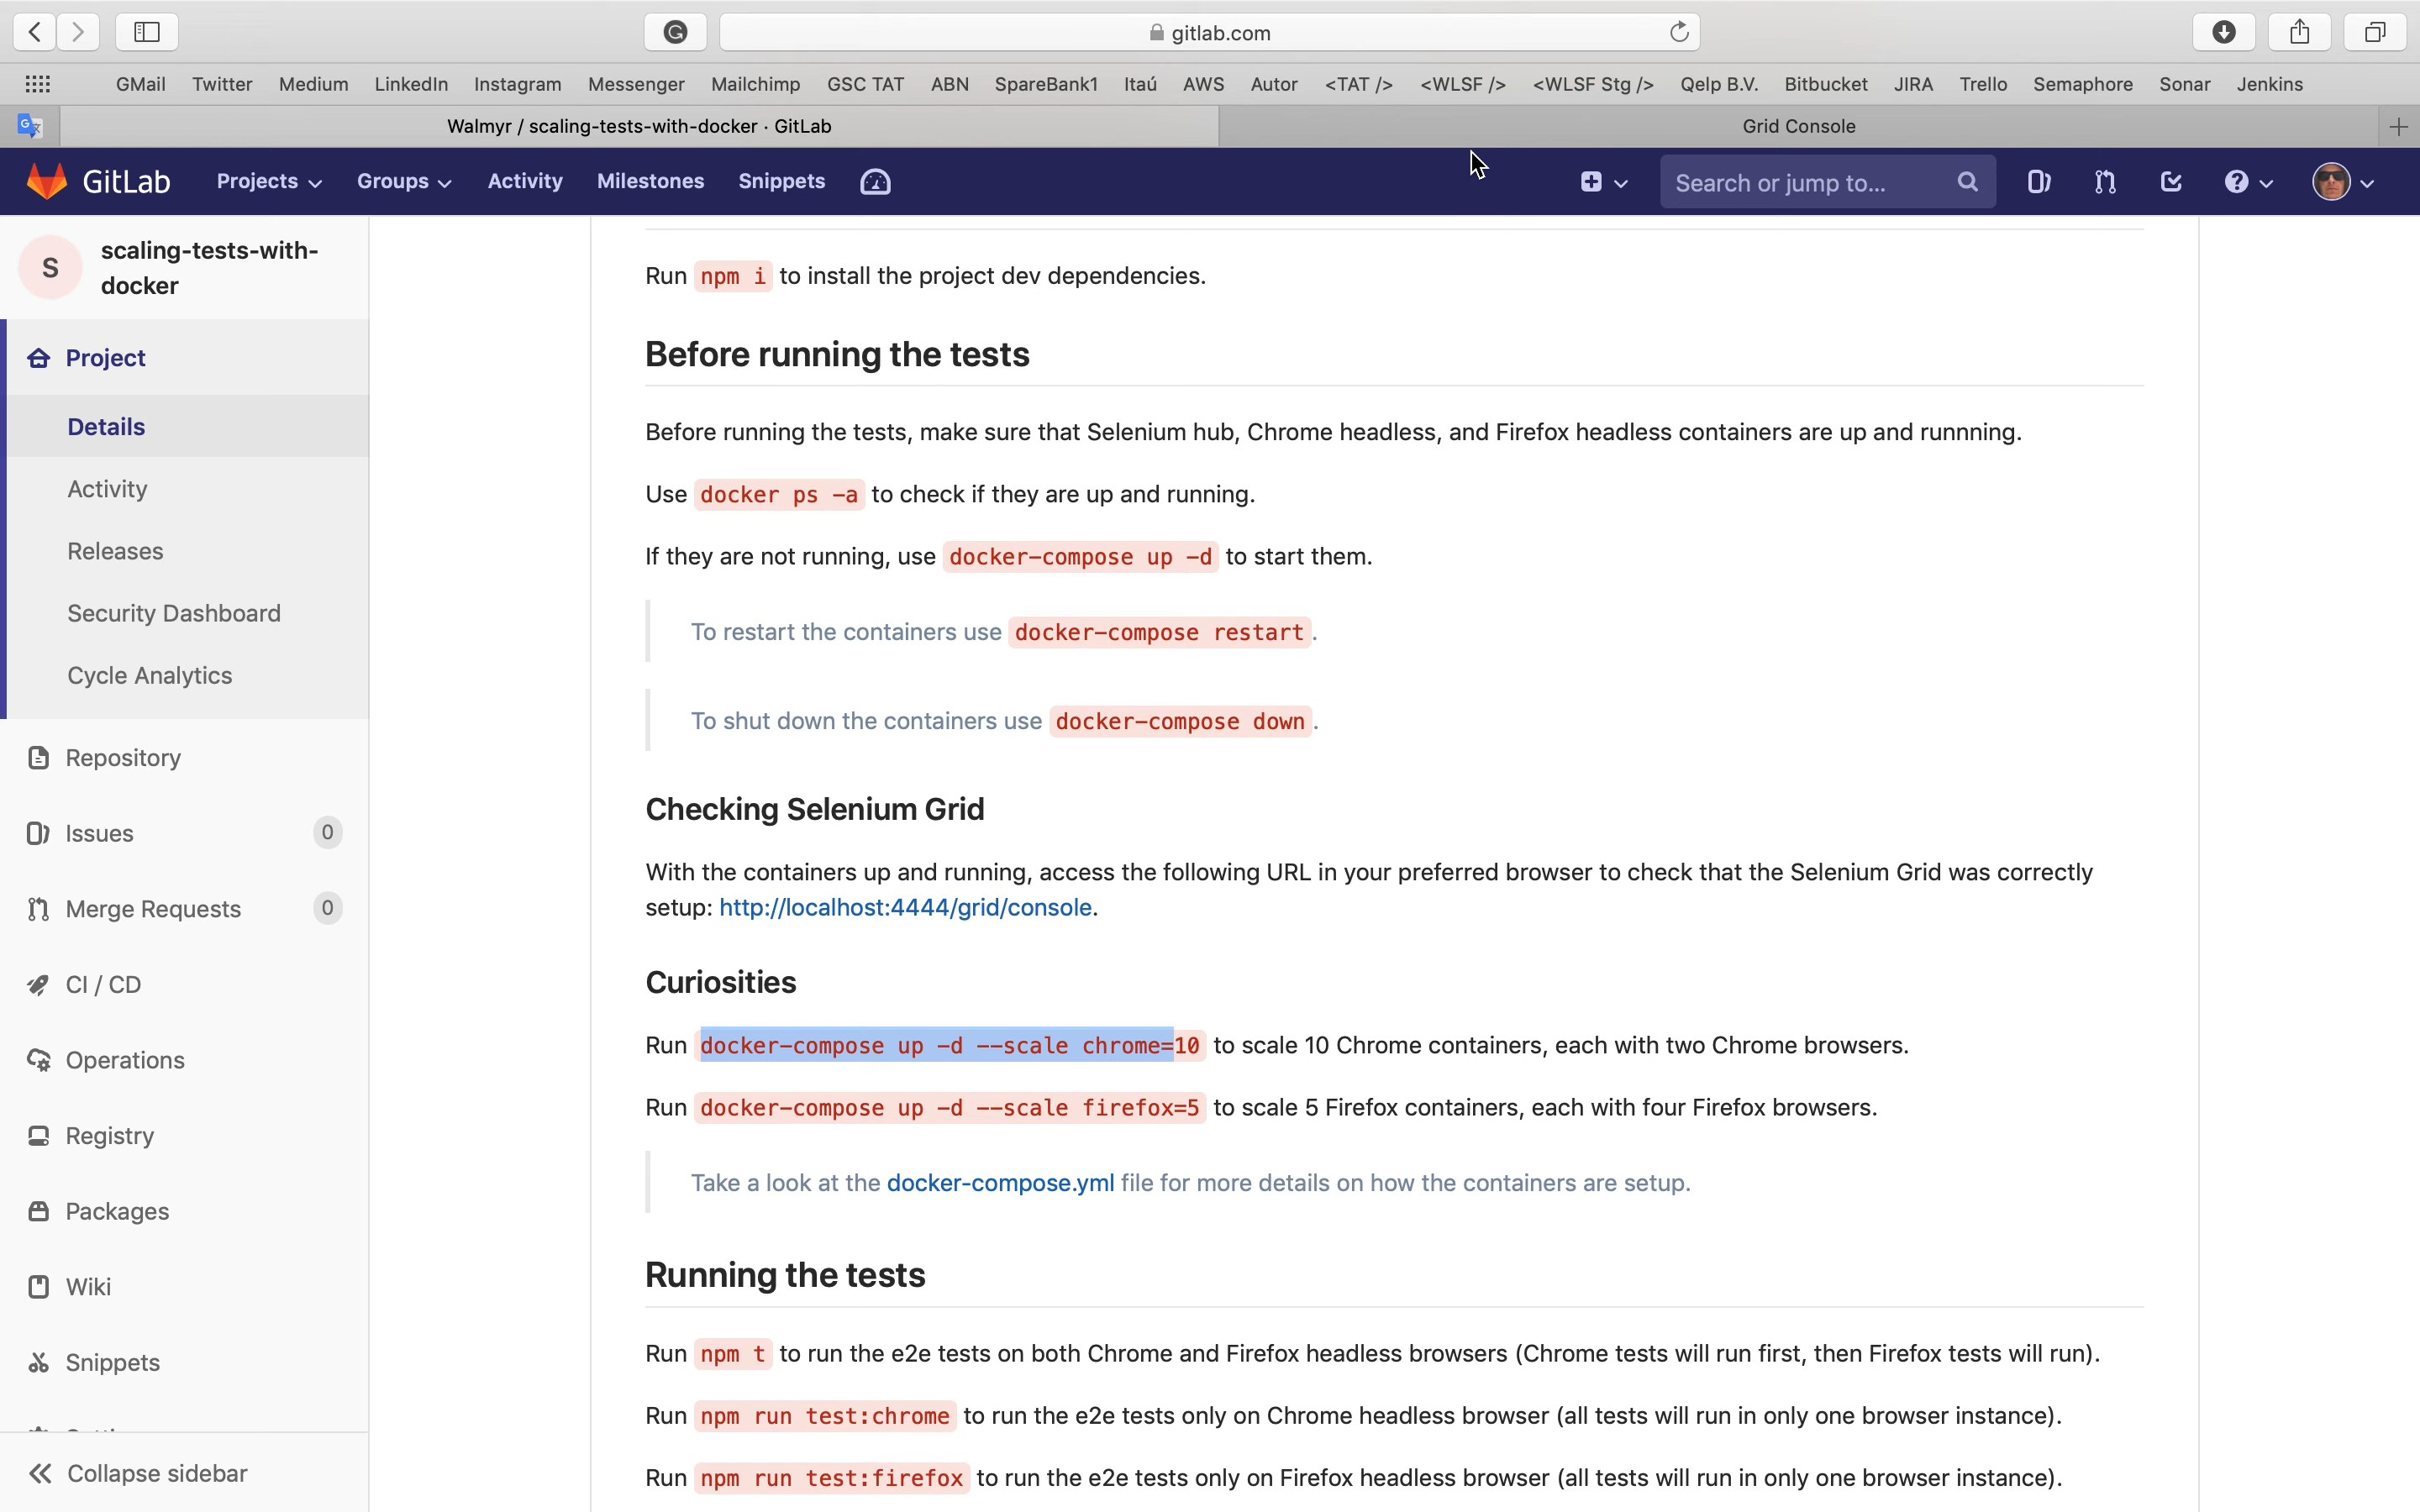 gitlab.com
GMail Twitter Medium LinkedIn Instagram Messenger Mailchimp GSC TAT ABN SpareBank1 Itaú AWS Autor <TAT /> <WLSF /> <WLSF Stg /> Qelp B.V. Bitbucket JIRA Trello Semaphore Sonar Jenkins
Walmyr / scaling-tests-with-docker · GitLab Grid Console
GitLab Projects Groups Activity Milestones Snippets Search or jump to...
S scaling-tests-with-
docker
Project
Details
Activity
Releases
Security Dashboard
Cycle Analytics
Repository
Issues 0
Merge Requests 0
CI / CD
Operations
Registry
Packages
Wiki
Snippets
Collapse sidebar
Run npm i to install the project dev dependencies.
Before running the tests
Before running the tests, make sure that Selenium hub, Chrome headless, and Firefox headless containers are up and runnning.
Use docker ps -a to check if they are up and running.
If they are not running, use docker-compose up -d to start them.
To restart the containers use docker-compose restart.
To shut down the containers use docker-compose down.
Checking Selenium Grid
With the containers up and running, access the following URL in your preferred browser to check that the Selenium Grid was correctly
setup: http://localhost:4444/grid/console.
Curiosities
Run docker-compose up -d --scale chrome=10 to scale 10 Chrome containers, each with two Chrome browsers.
Run docker-compose up -d --scale firefox=5 to scale 5 Firefox containers, each with four Firefox browsers.
Take a look at the docker-compose.yml file for more details on how the containers are setup.
Running the tests
Run npm t to run the e2e tests on both Chrome and Firefox headless browsers (Chrome tests will run first, then Firefox tests will run).
Run npm run test:chrome to run the e2e tests only on Chrome headless browser (all tests will run in only one browser instance).
Run npm run test:firefox to run the e2e tests only on Firefox headless browser (all tests will run in only one browser instance).